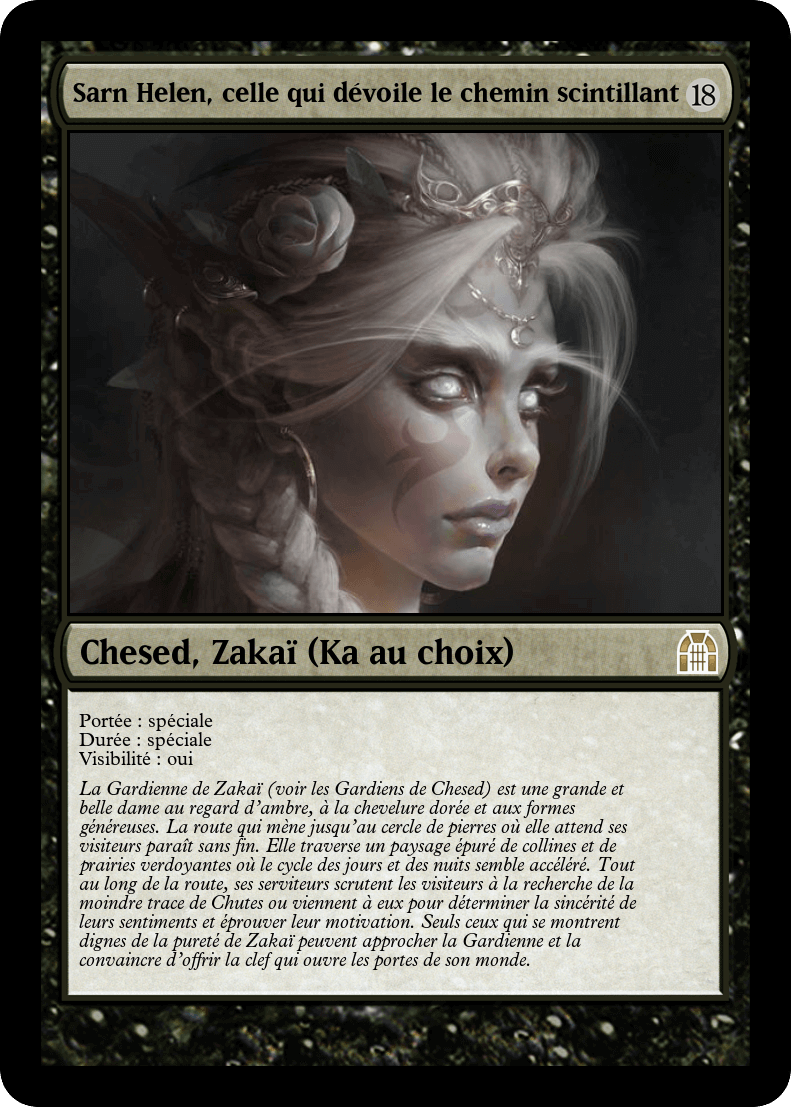 Sarn Helen, celle qui dévoile le chemin scintillant 18
Chesed, Zakaï (Ka au choix)
Portée : spéciale
Durée : spéciale
Visibilité : oui
La Gardienne de Zakaï (voir les Gardiens de Chesed) est une grande et
belle dame au regard d'ambre, à la chevelure dorée et aux formes
généreuses. La route qui mène jusqu'au cercle de pierres où elle attend ses
visiteurs paraît sans fin. Elle traverse un paysage épuré de collines et de
prairies verdoyantes où le cycle des jours et des nuits semble accéléré. Tout
au long de la route, ses serviteurs scrutent les visiteurs à la recherche de la
moindre trace de Chutes ou viennent à eux pour déterminer la sincérité de
leurs sentiments et éprouver leur motivation. Seuls ceux qui se montrent
dignes de la pureté de Zakaï peuvent approcher la Gardienne et la
convaincre d'offrir la clef qui ouvre les portes de son monde.